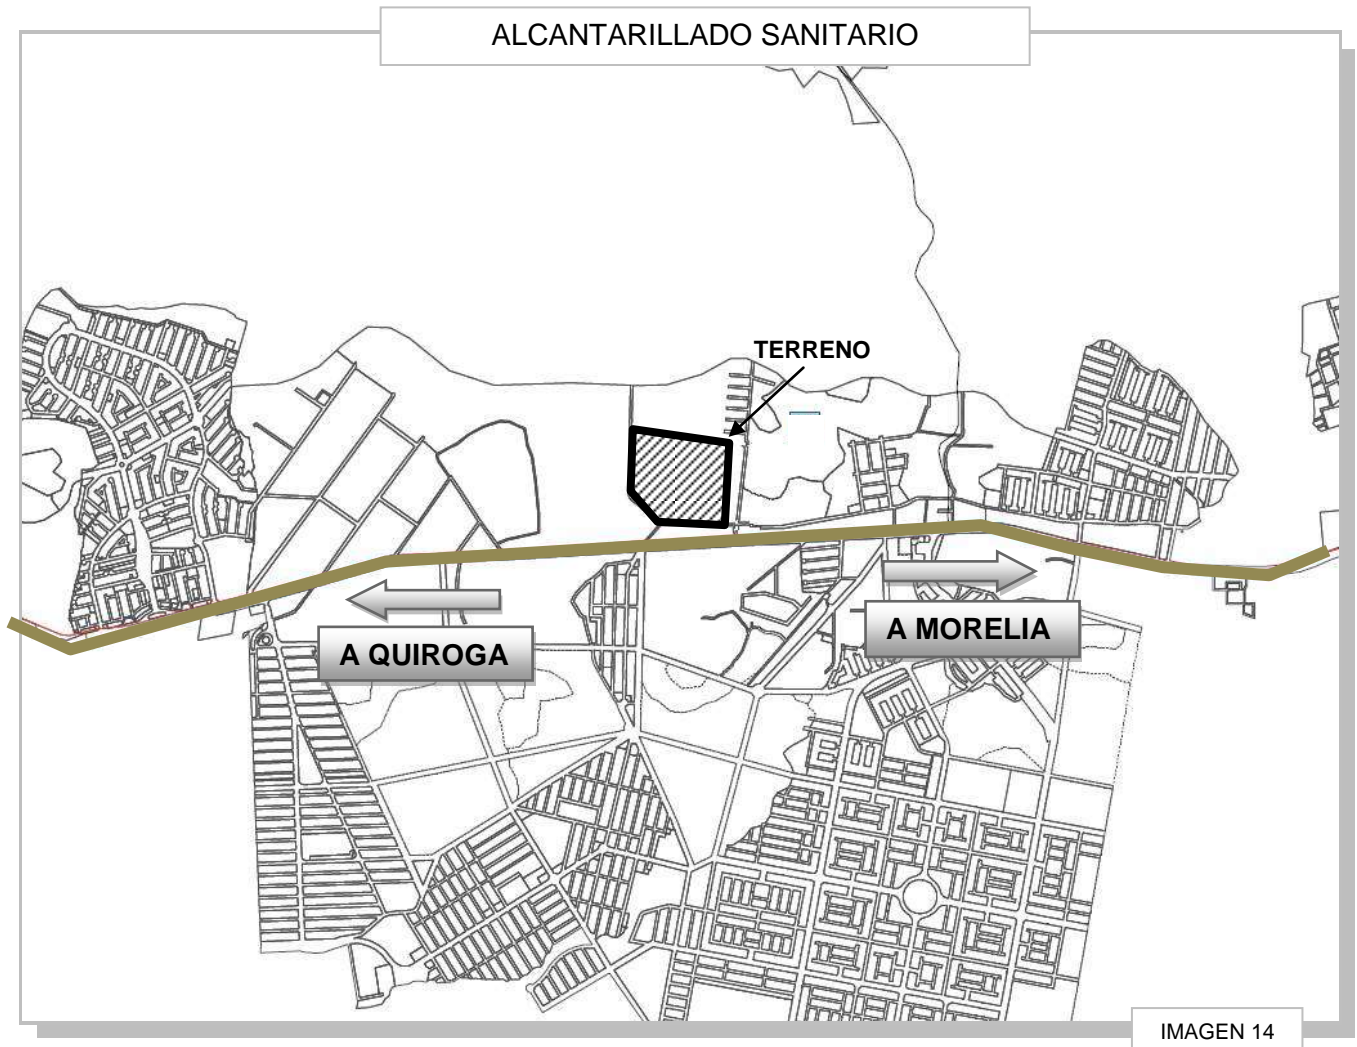 ALCANTARILLADO SANITARIO
TERRENO
A QUIROGA
A MORELIA
IMAGEN 14